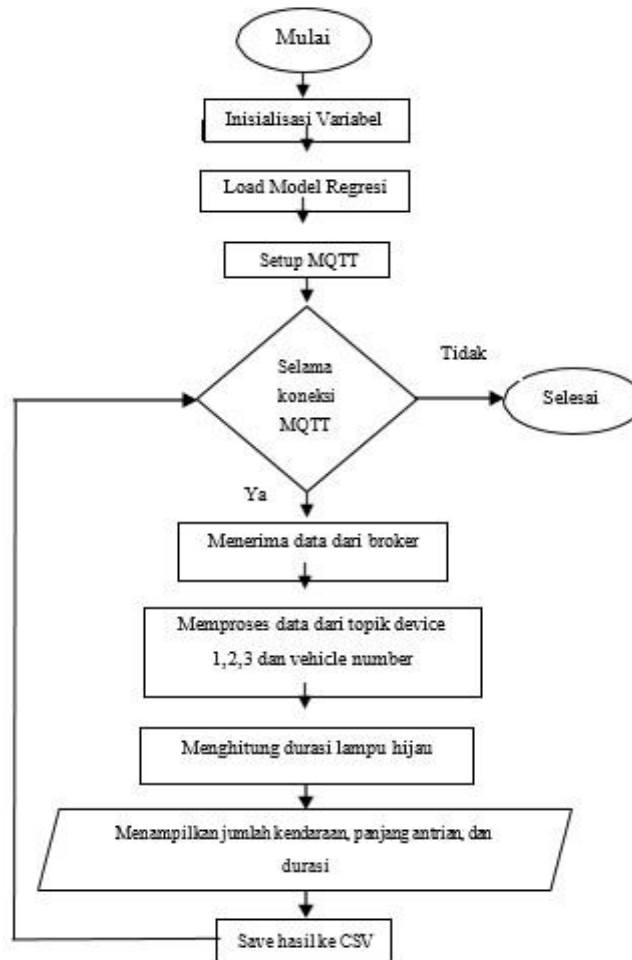 Mulai
Inisialisasi Variabel
Load Model Regresi
Setup MQTT
Selama
koneksi
MQTT
Tidak
Selesai
Ya
Menerima data dari broker
Memproses data dari topik device
1,2,3 dan vehicle number
Menghitung durasi lampu hijau
Menampilkan jumlah kendaraan, panjang antrian, dan
durasi
Save hasil ke CSV